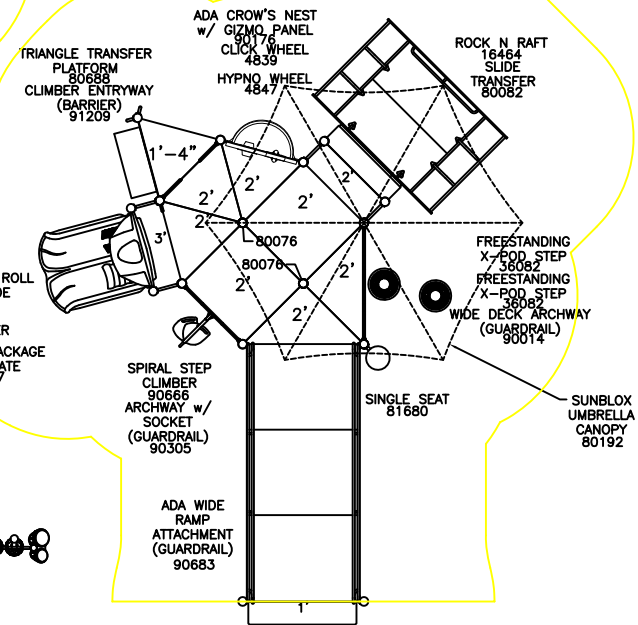 ADA CROW'S NEST
w/ GIZMO PANEL
90176
CLICK WHEEL
4839
HYPNO WHEEL
4847
ROCK N RAFT
16464
SLIDE
TRANSFER
80082
TRIANGLE TRANSFER
PLATFORM
80688
CLIMBER ENTRYWAY
(BARRIER)
91209
1'-4"
2'
2'
2'
2'
2'
3'
80076
80076
2'
2'
2'
FREESTANDING
X-POD STEP
36082
FREESTANDING
X-POD STEP
36082
WIDE DECK ARCHWAY
(GUARDRAIL)
90014
ROLL
DE
ER
ACKAGE
ATE
7
SPIRAL STEP
CLIMBER
90666
ARCHWAY w/
SOCKET
(GUARDRAIL)
90305
SINGLE SEAT
81680
SUNBLOX
UMBRELLA
CANOPY
80192
ADA WIDE
RAMP
ATTACHMENT
(GUARDRAIL)
90683
1'